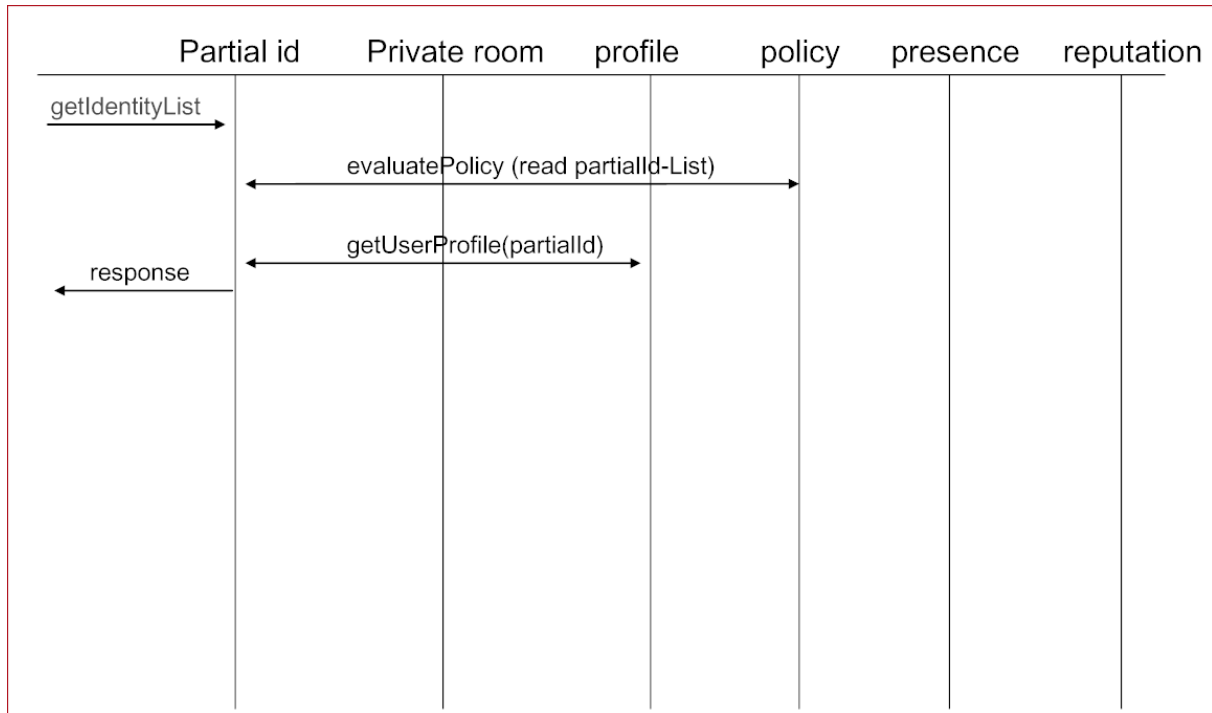 Partial id Private room profile policy presence reputation
getIdentityList
evaluatePolicy (read partialId-List)
getUserProfile(partialId)
response